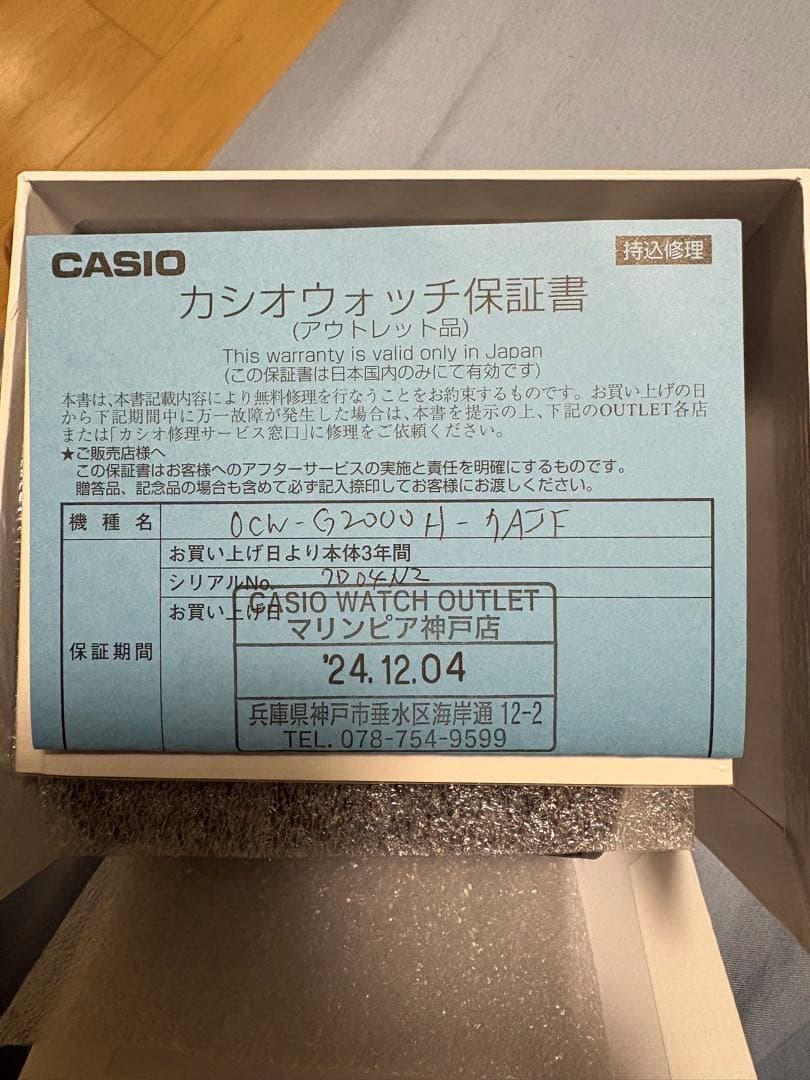 CASIO
持込修理
カシオウォッチ保証書
(アウトレット品)
This warranty is valid only in Japan
(この保証書は日本国内のみにて有効です)
本書は、本書記載内容により無料修理を行なうことをお約束するものです。お買い上げの日
から下記期間中に万一故障が発生した場合は、本書を提示の上、下記のOUTLET各店
または「カシオ修理サービス窓口」に修理をご依頼ください。
★ご販売店様へ
この保証書はお客様へのアフターサービスの実施と責任を明確にするものです。
贈答品、記念品の場合も含めて必ず記入捺印してお客様にお渡しください。
機種名 OCW-G2000H-1AJF
お買い上げ日より本体3年間
シリアルNo. 7D04N2
お買い上げ日
保証期間
CASIO WATCH OUTLET
マリンピア神戸店
'24.12.04
兵庫県神戸市垂水区海岸通 12-2
TEL. 078-754-9599